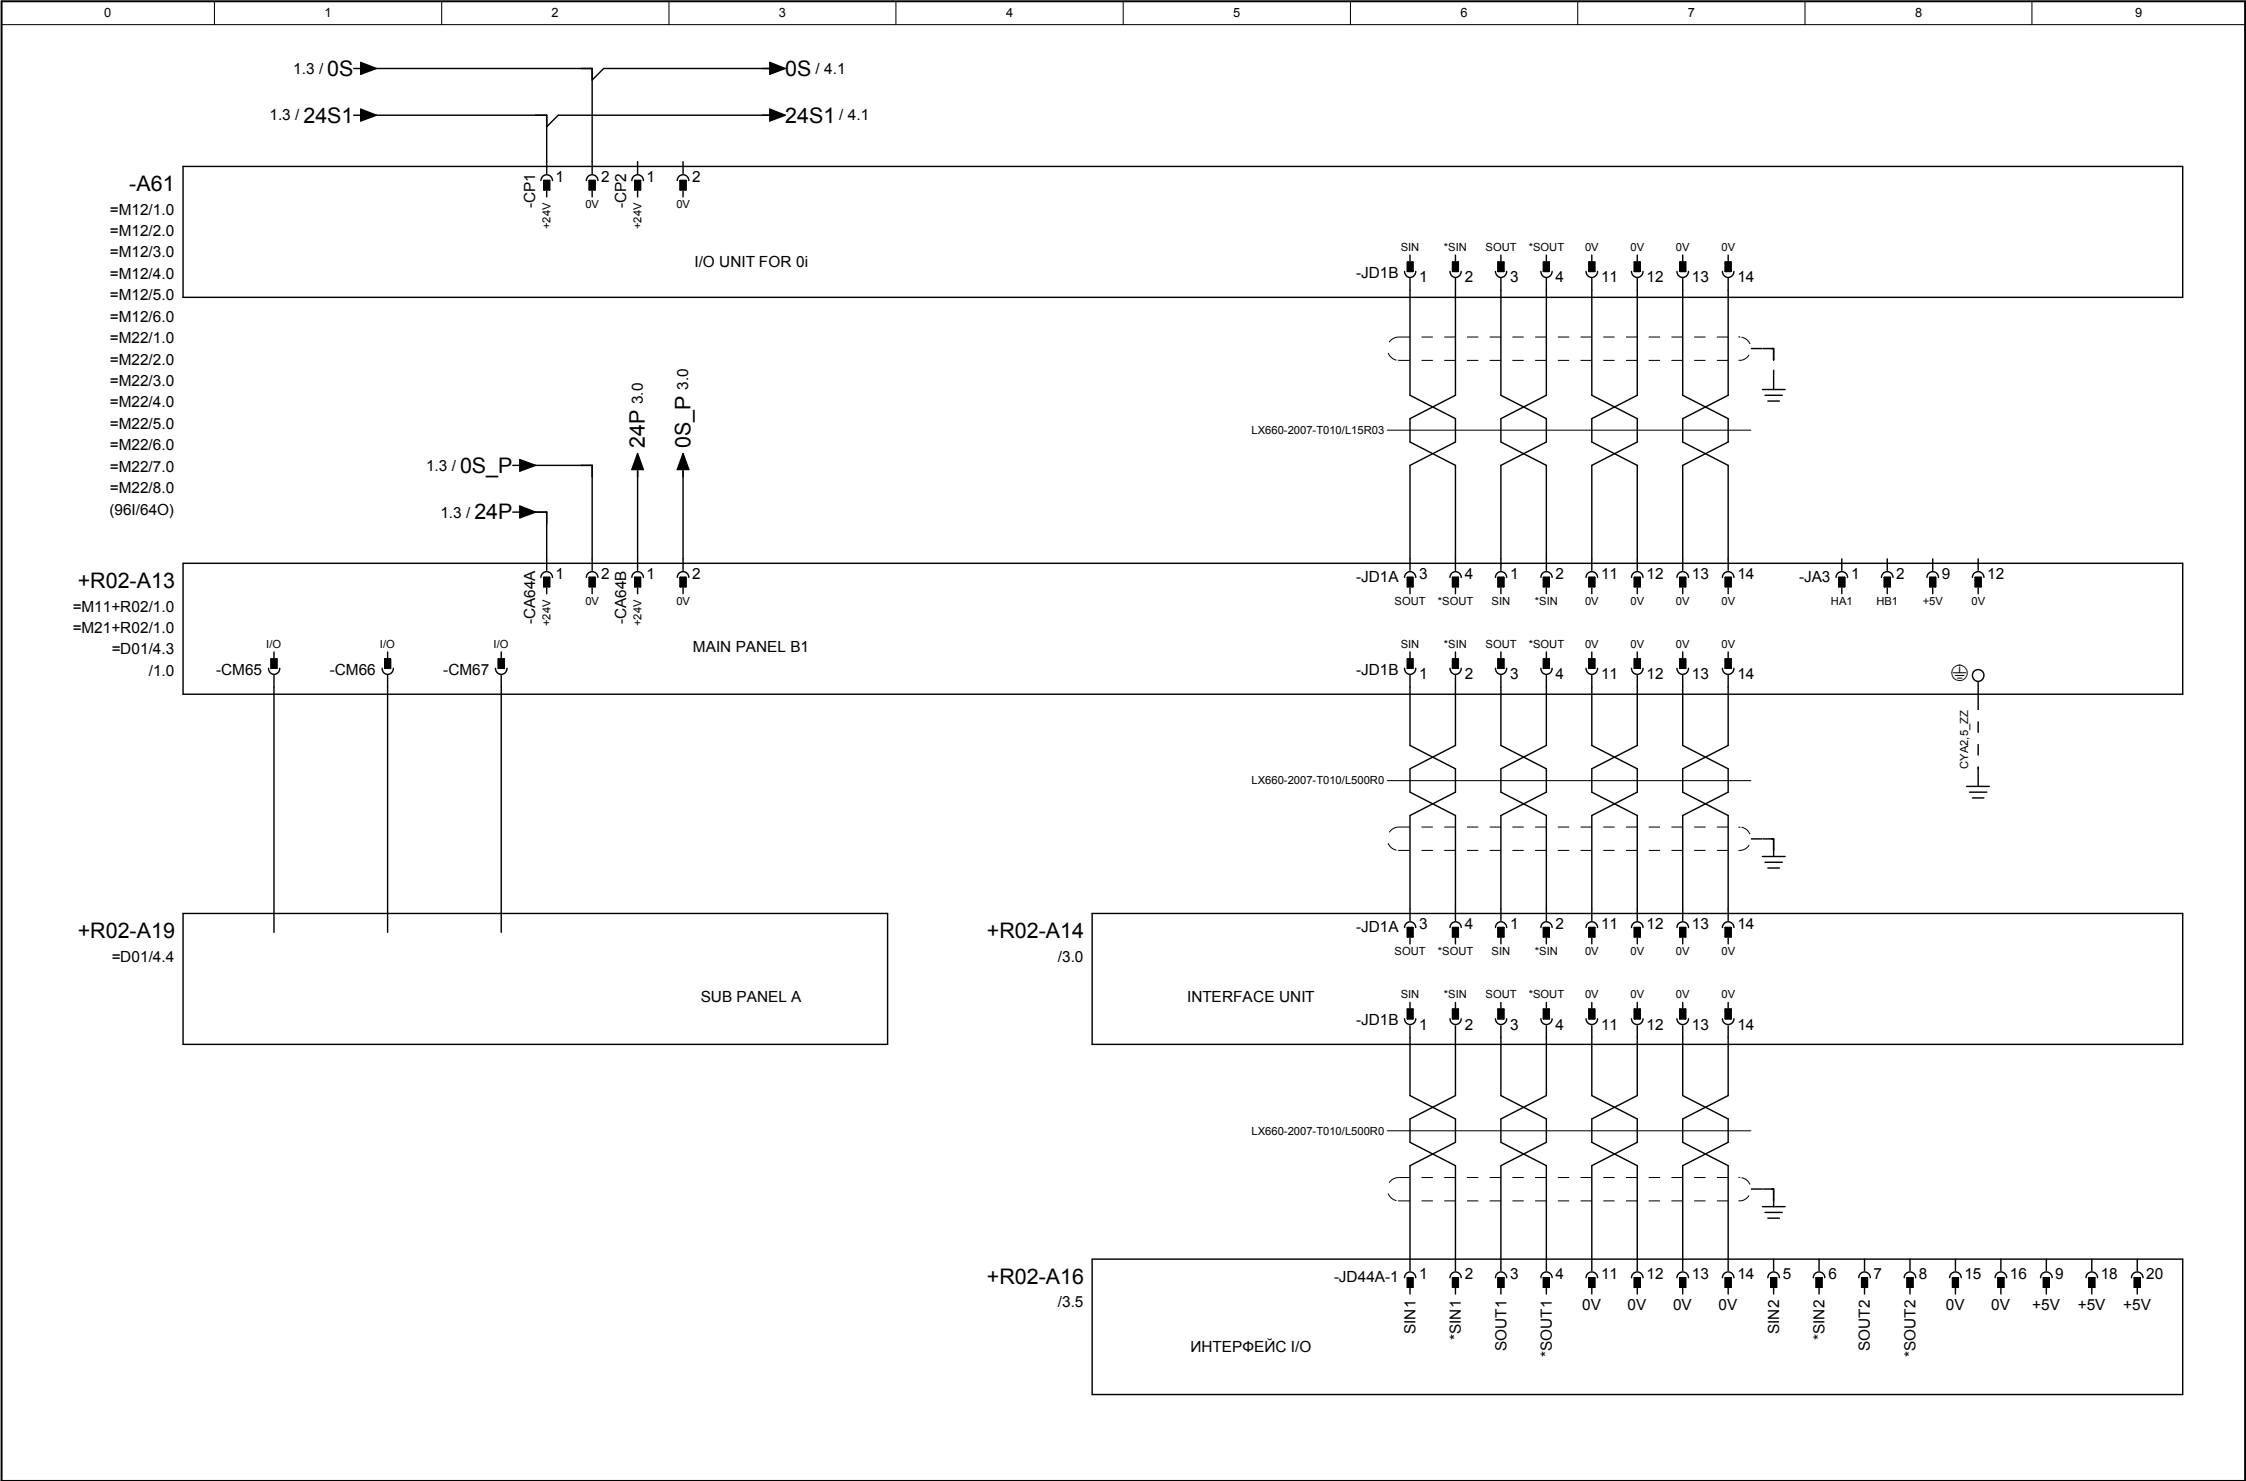 0 1 2 3 4 5 6 7 8 9
1.3 / 0S 0S / 4.1
1.3 / 24S1 24S1 / 4.1
-A61
=M12/1.0
=M12/2.0
=M12/3.0
=M12/4.0
=M12/5.0
=M12/6.0
=M22/1.0
=M22/2.0
=M22/3.0
=M22/4.0
=M22/5.0
=M22/6.0
=M22/7.0
=M22/8.0
(96I/64O)
-CP1 1 2 -CP2 1 2
+24V 0V +24V 0V
I/O UNIT FOR 0i
SIN *SIN SOUT *SOUT 0V 0V 0V 0V
-JD1B 1 2 3 4 11 12 13 14
LX660-2007-T010/L15R03
24P 3.0
0S_P 3.0
1.3 / 0S_P
1.3 / 24P
+R02-A13
=M11+R02/1.0
=M21+R02/1.0
=D01/4.3
/1.0
-CA64A 1 2 -CA64B 1 2
+24V 0V +24V 0V
MAIN PANEL B1
I/O I/O I/O
-CM65 -CM66 -CM67
-JD1A 3 4 1 2 11 12 13 14
SOUT *SOUT SIN *SIN 0V 0V 0V 0V
-JA3 1 2 9 12
HA1 HB1 +5V 0V
SIN *SIN SOUT *SOUT 0V 0V 0V 0V
-JD1B 1 2 3 4 11 12 13 14
CYA2,5_ZZ
LX660-2007-T010/L500R0
+R02-A19
=D01/4.4
SUB PANEL A
+R02-A14
/3.0
-JD1A 3 4 1 2 11 12 13 14
SOUT *SOUT SIN *SIN 0V 0V 0V 0V
INTERFACE UNIT
SIN *SIN SOUT *SOUT 0V 0V 0V 0V
-JD1B 1 2 3 4 11 12 13 14
LX660-2007-T010/L500R0
+R02-A16
/3.5
-JD44A-1 1 2 3 4 11 12 13 14 5 6 7 8 15 16 9 18 20
SIN1 *SIN1 SOUT1 *SOUT1 0V 0V 0V 0V SIN2 *SIN2 SOUT2 *SOUT2 0V 0V +5V +5V +5V
ИНТЕРФЕЙС I/O